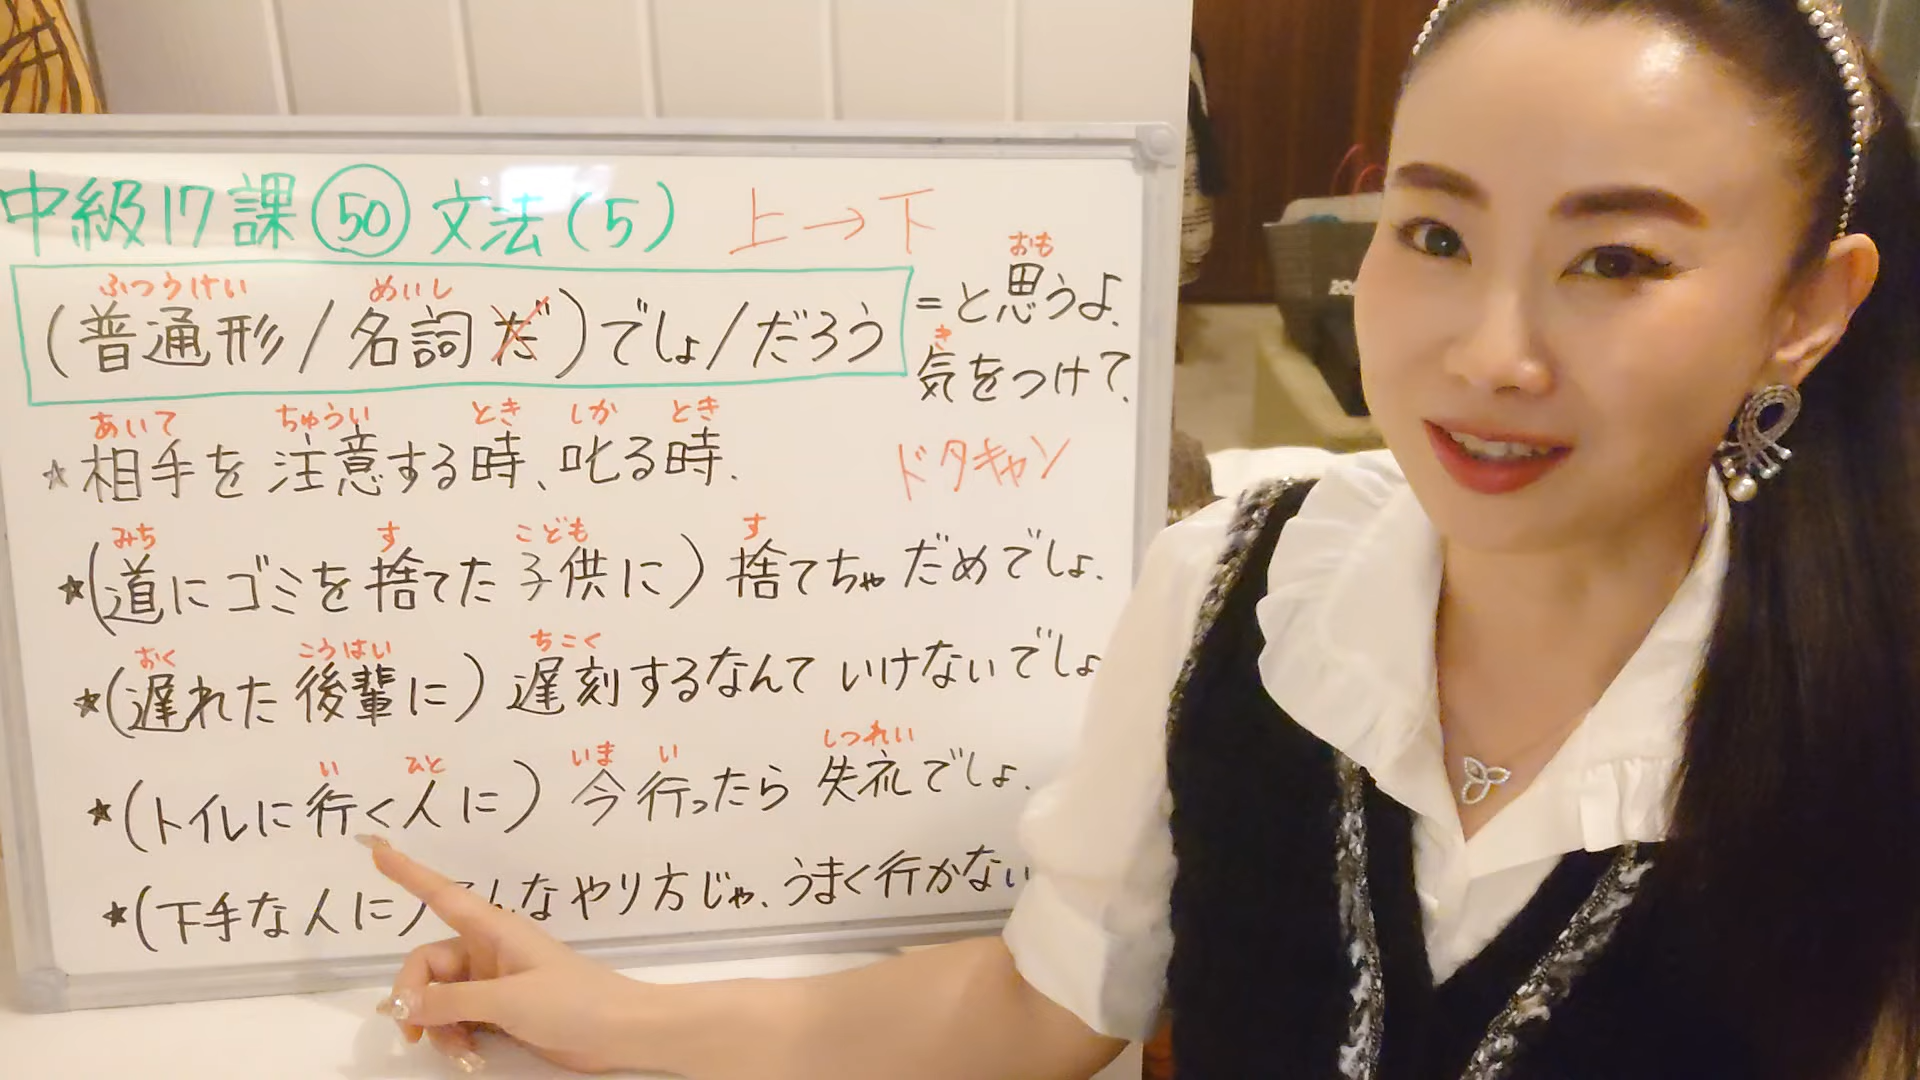 中級17課 ㊿ 文法(5) 上→下
ふつうけい めいし
(普通形/名詞だ)でしょ/だろう
おも
=と思うよ.
き
気をつけて.
あいて ちゅうい とき しか とき
☆相手を注意する時、叱る時.
ドタキャン
みち す こども す
★(道にゴミを捨てた子供に)捨てちゃだめでしょ.
おく こうはい ちこく
★(遅れた後輩に)遅刻するなんていけないでしょ
い ひと いま い しつれい
★(トイレに行く人に)今行ったら失礼でしょ.
★(下手な人に)んなやり方じゃ、うまく行かない